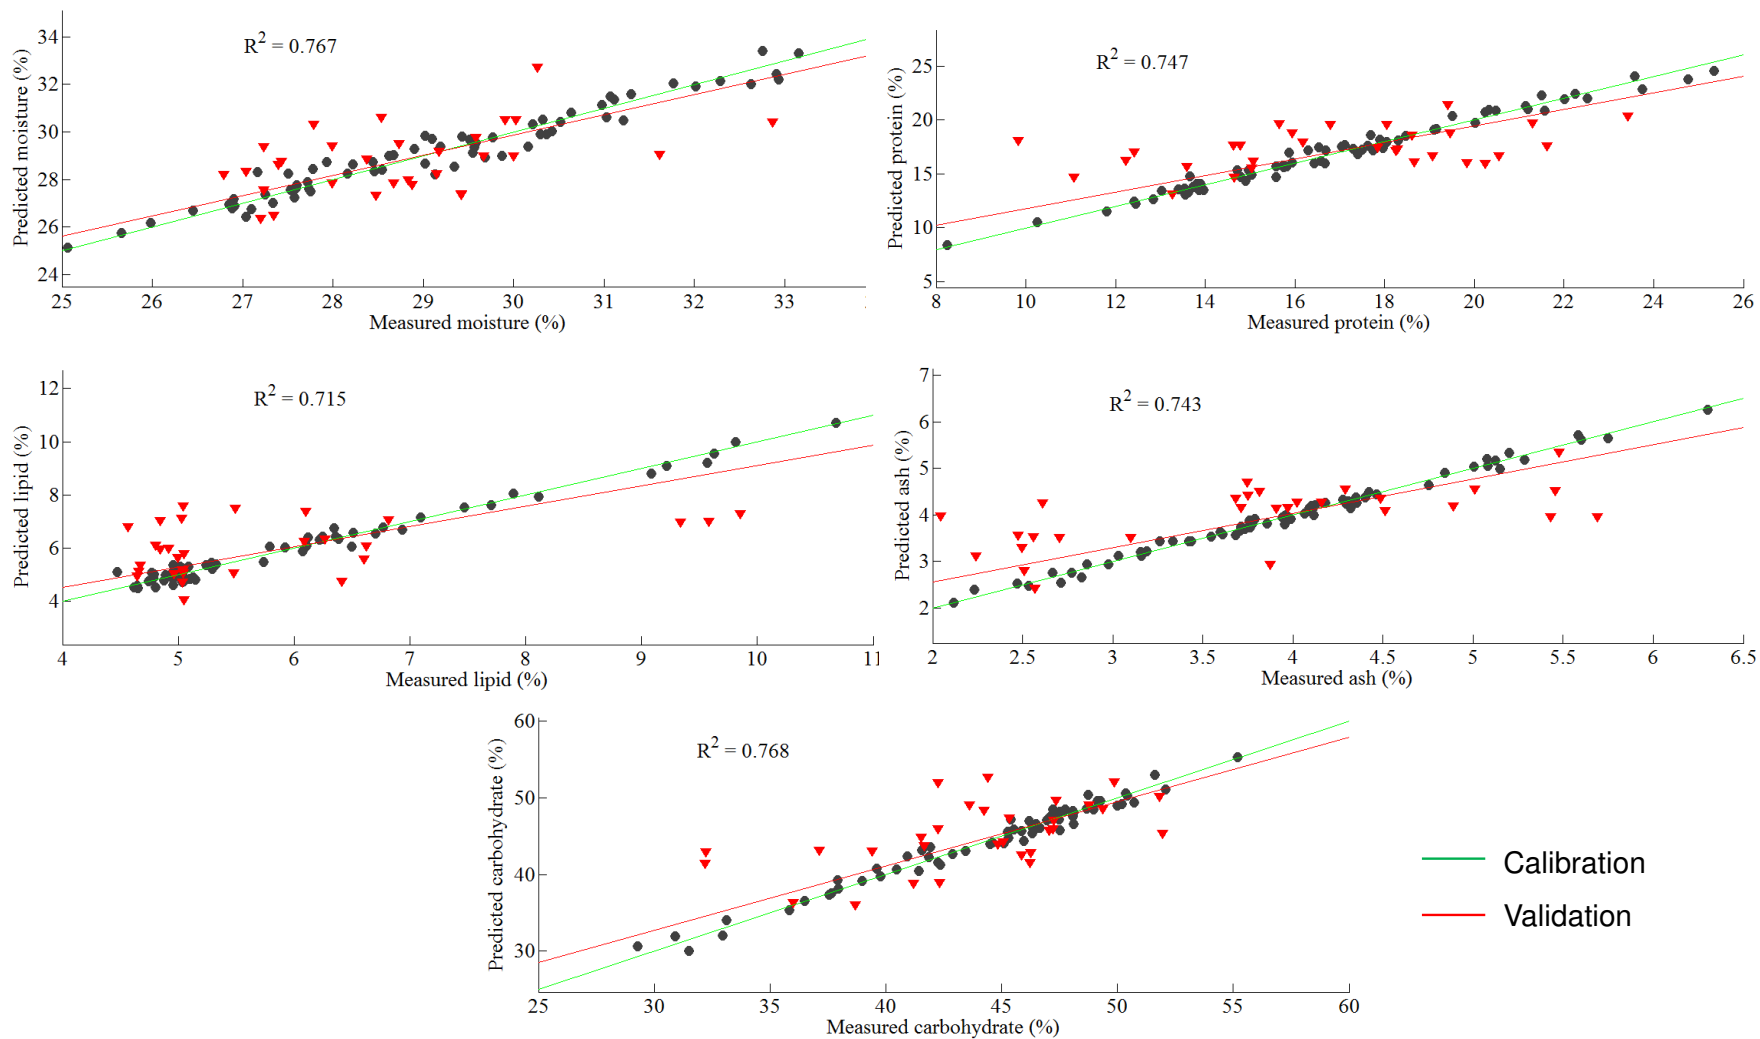 R² = 0.767
Predicted moisture (%)
34
32
30
28
26
24
25 26 27 28 29 30 31 32 33
Measured moisture (%)
R² = 0.747
Predicted protein (%)
25
20
15
10
5
8 10 12 14 16 18 20 22 24 26
Measured protein (%)
R² = 0.715
Predicted lipid (%)
12
10
8
6
4
4 5 6 7 8 9 10 11
Measured lipid (%)
R² = 0.743
Predicted ash (%)
7
6
5
4
3
2
2 2.5 3 3.5 4 4.5 5 5.5 6 6.5
Measured ash (%)
R² = 0.768
Predicted carbohydrate (%)
60
50
40
30
25 30 35 40 45 50 55 60
Measured carbohydrate (%)
Calibration
Validation